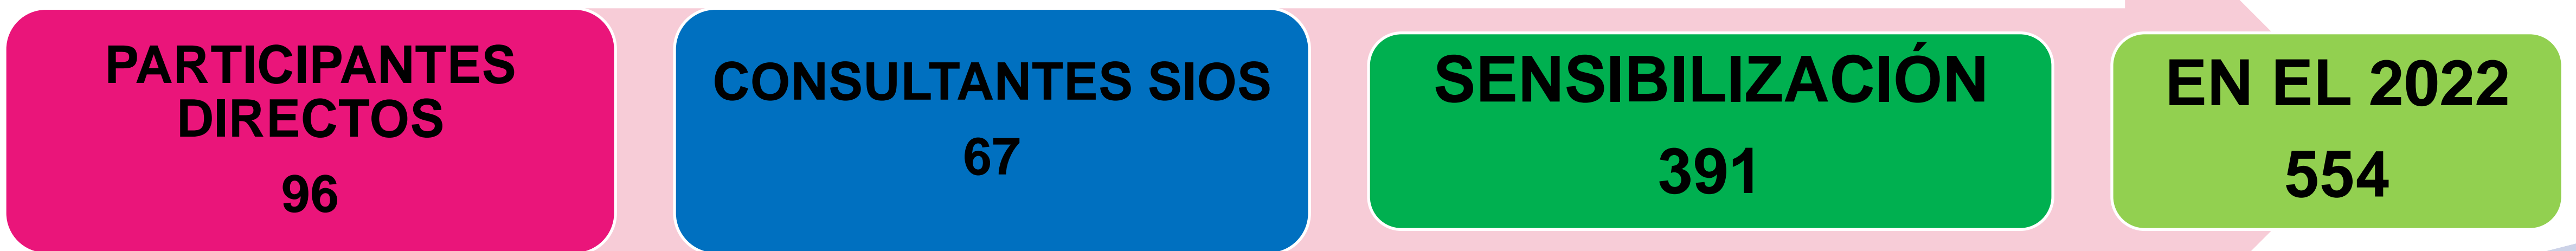 PARTICIPANTES
DIRECTOS
96
CONSULTANTES SIOS
67
SENSIBILIZACIÓN
391
EN EL 2022
554